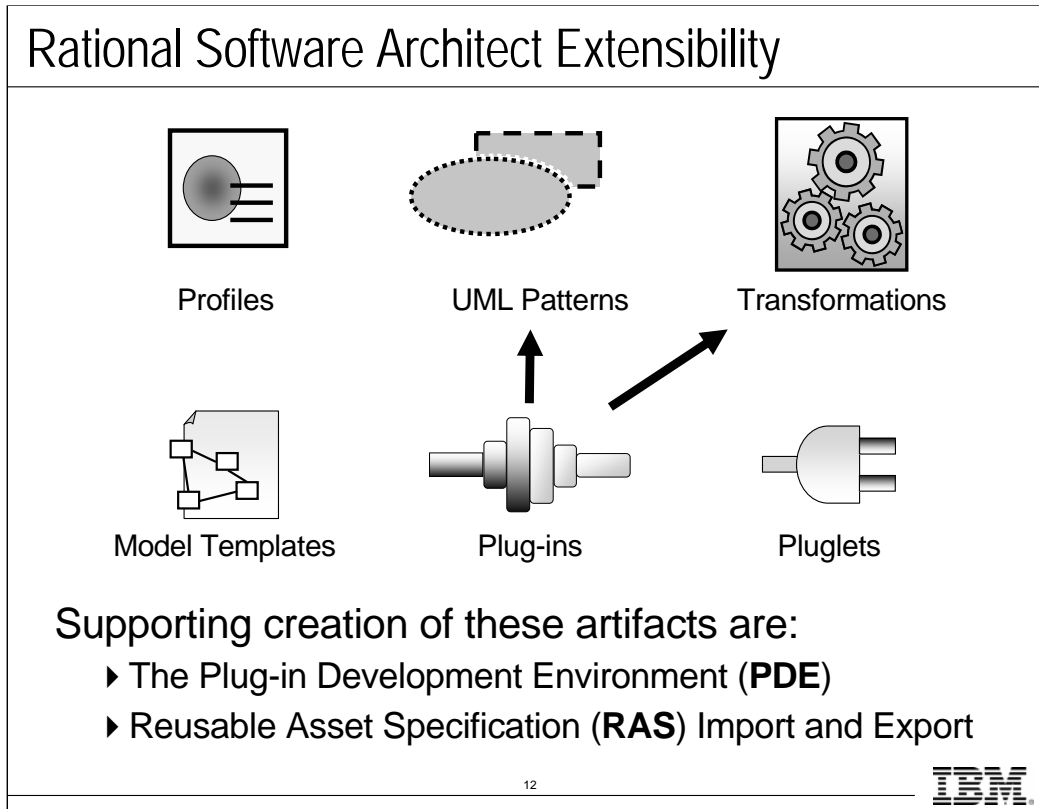 Rational Software Architect Extensibility
Profiles
UML Patterns
Transformations
Model Templates
Plug-ins
Pluglets
Supporting creation of these artifacts are:
The Plug-in Development Environment (PDE)
Reusable Asset Specification (RAS) Import and Export
12
IBM.